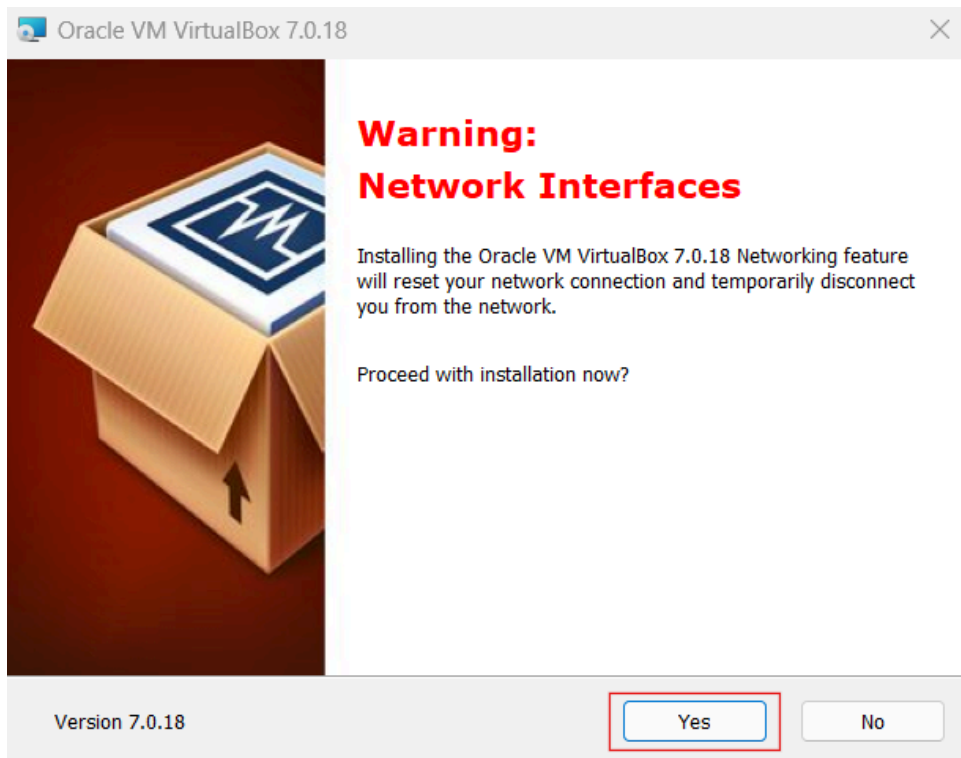 Oracle VM VirtualBox 7.0.18
Warning:
Network Interfaces
Installing the Oracle VM VirtualBox 7.0.18 Networking feature
will reset your network connection and temporarily disconnect
you from the network.
Proceed with installation now?
Version 7.0.18
Yes
No